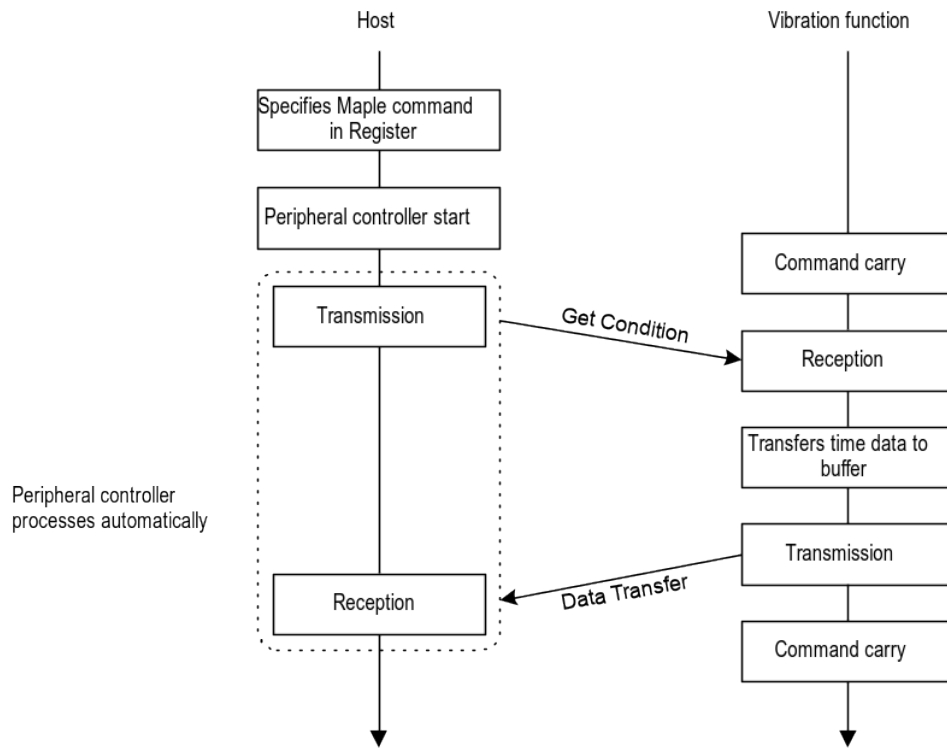 Host
Vibration function
Specifies Maple command
in Register
Peripheral controller start
Command carry
Transmission
Get Condition
Reception
Transfers time data to
buffer
Peripheral controller
processes automatically
Transmission
Data Transfer
Reception
Command carry